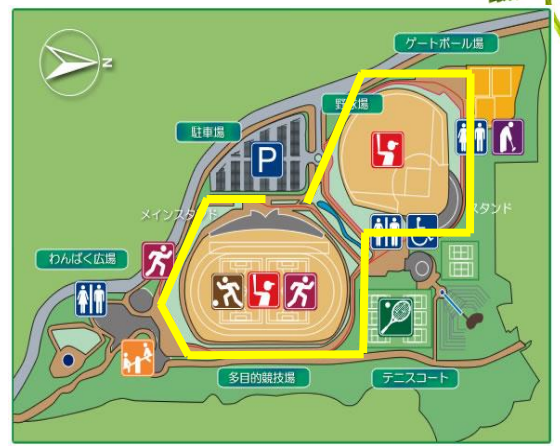 ゲートボール場
野球場
駐車場
P
N
メインスタンド
スタンド
わんぱく広場
多目的競技場
テニスコート